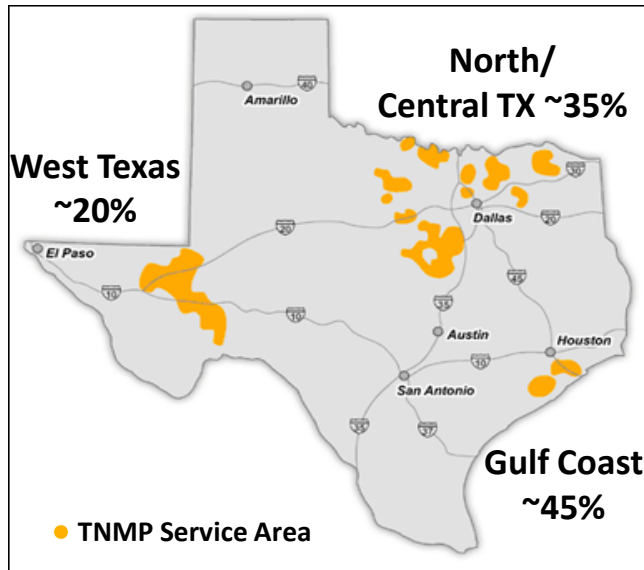 North/
Central TX ~35%
40
Amarillo
West Texas
~20%
30
Dallas
20
20
El Paso
10
45
10
35
Austin
Houston
10
San Antonio
35
37
Gulf Coast
~45%
TNMP Service Area